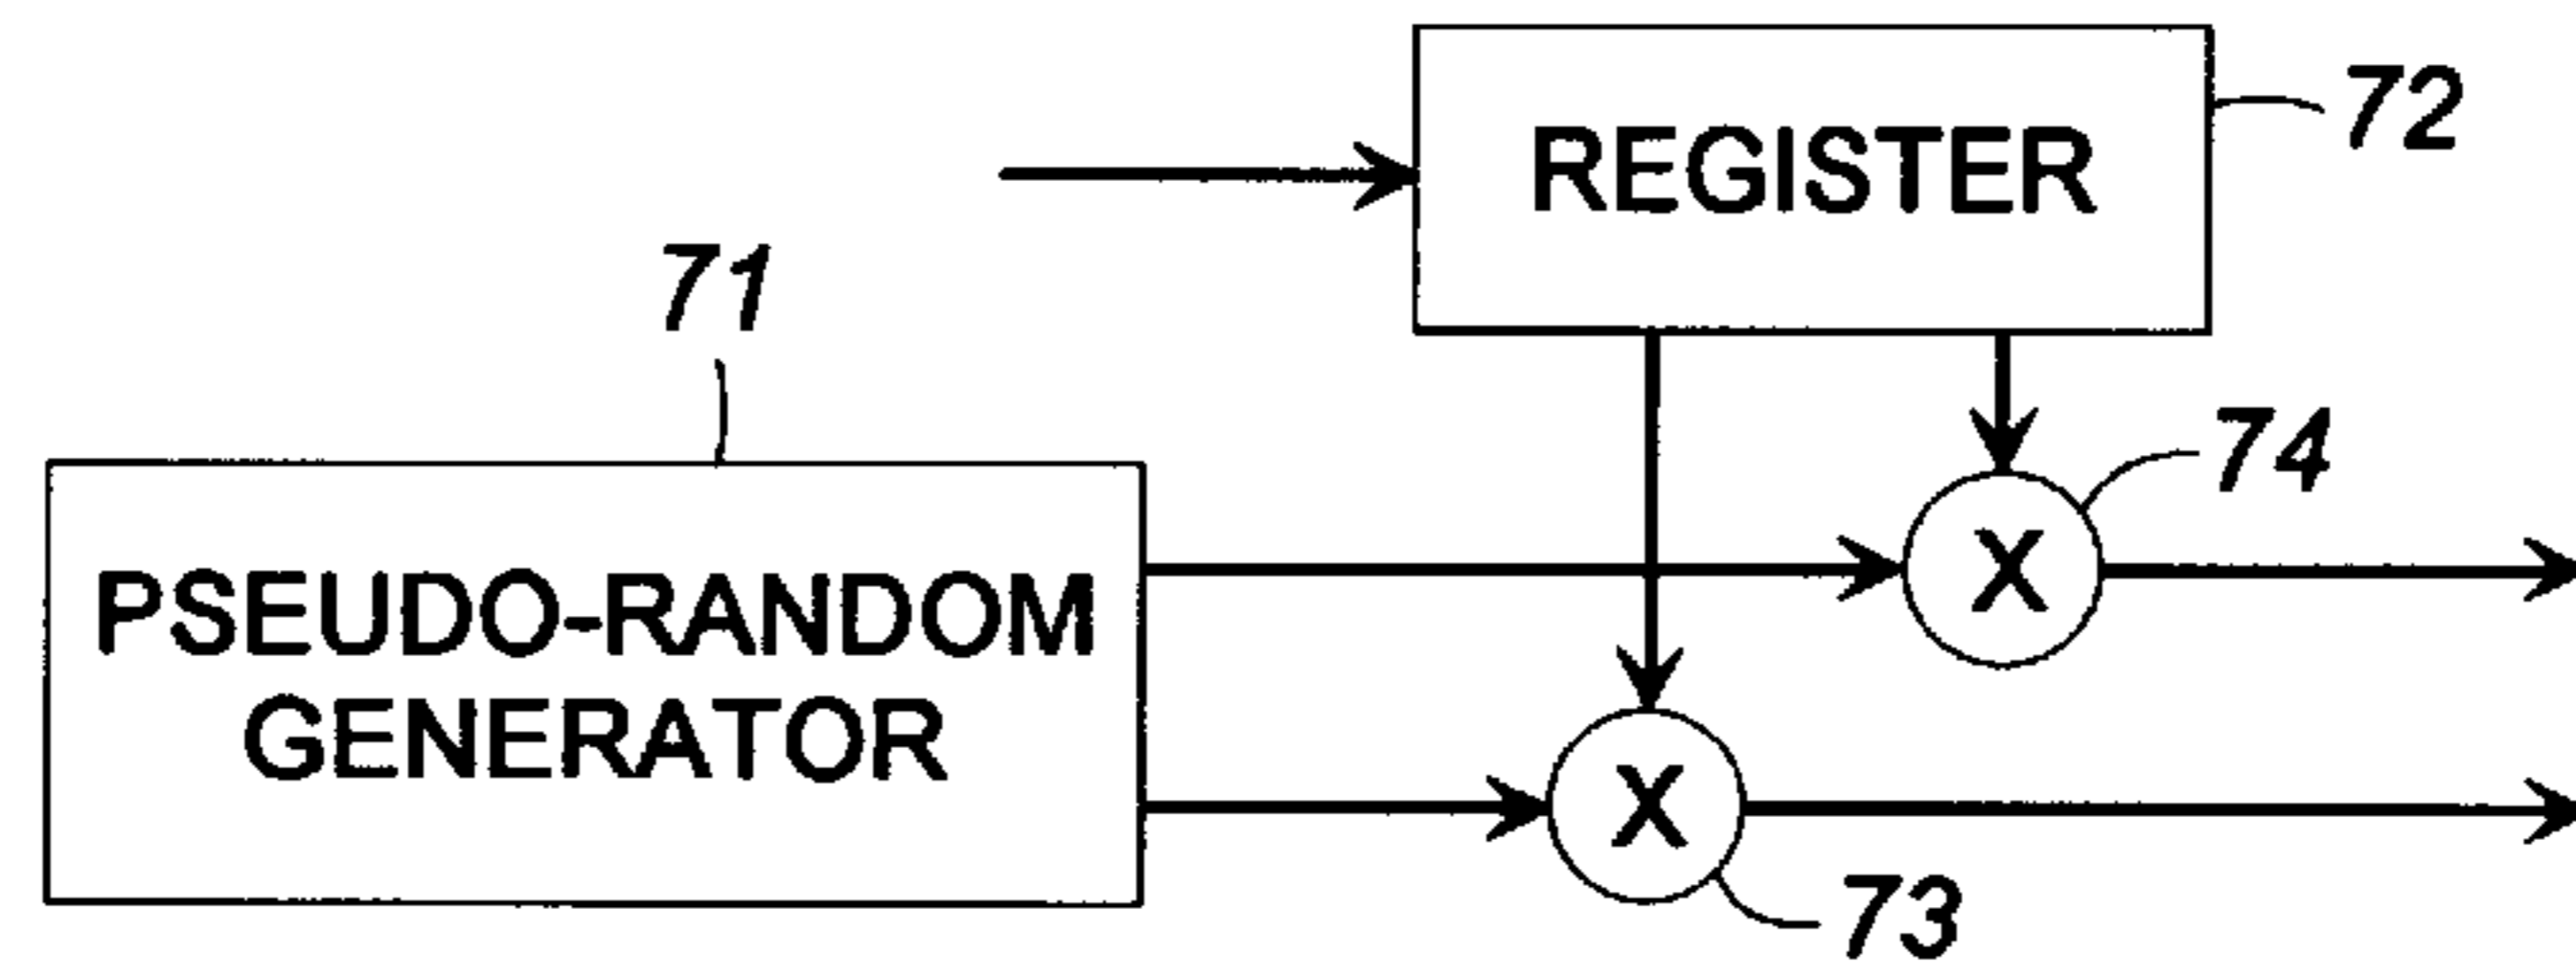 REGISTER
72
71
74
PSEUDO-RANDOM
GENERATOR
X
X
73